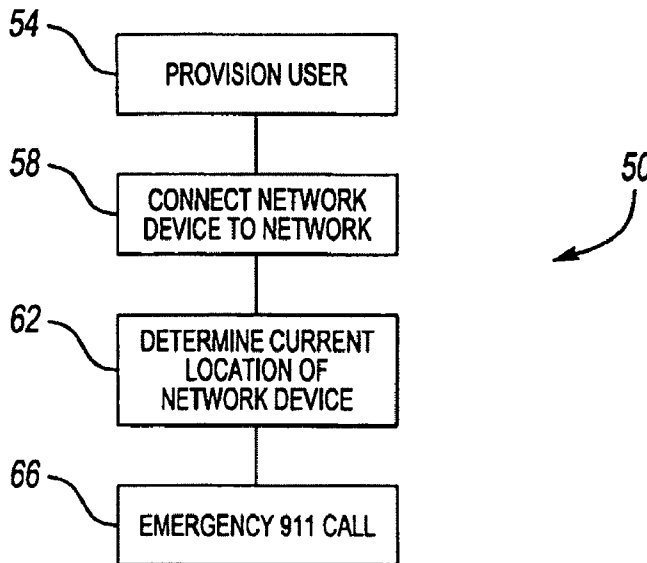 54
PROVISION USER
58
CONNECT NETWORK
DEVICE TO NETWORK
50
62
DETERMINE CURRENT
LOCATION OF
NETWORK DEVICE
66
EMERGENCY 911 CALL